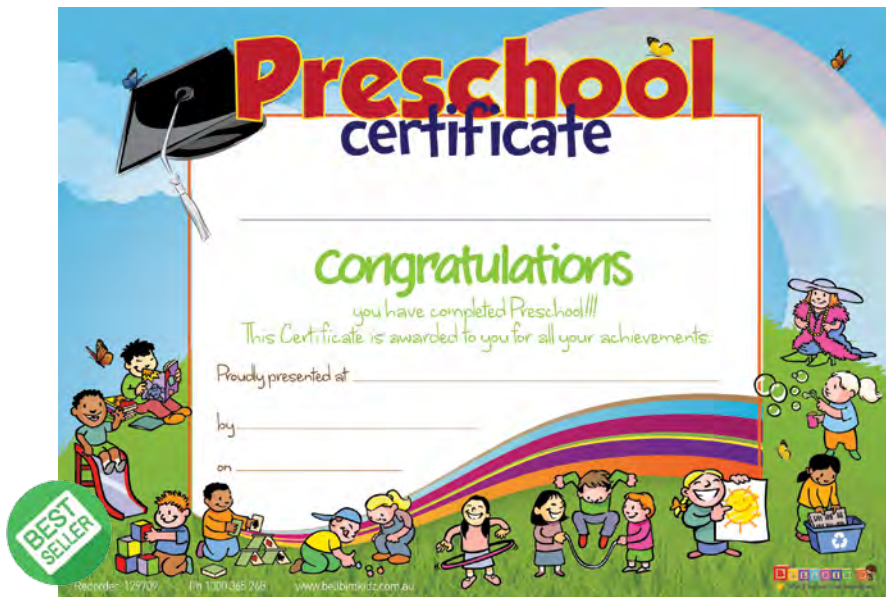 Preschool
certificate
Congratulations
you have completed Preschool!!!
This Certificate is awarded to you for all your achievements.
Proudly presented at
by
on
BEST
SELLER
Reorder: 129709 Ph 1300 365 268 www.bellbirnkidz.com.au